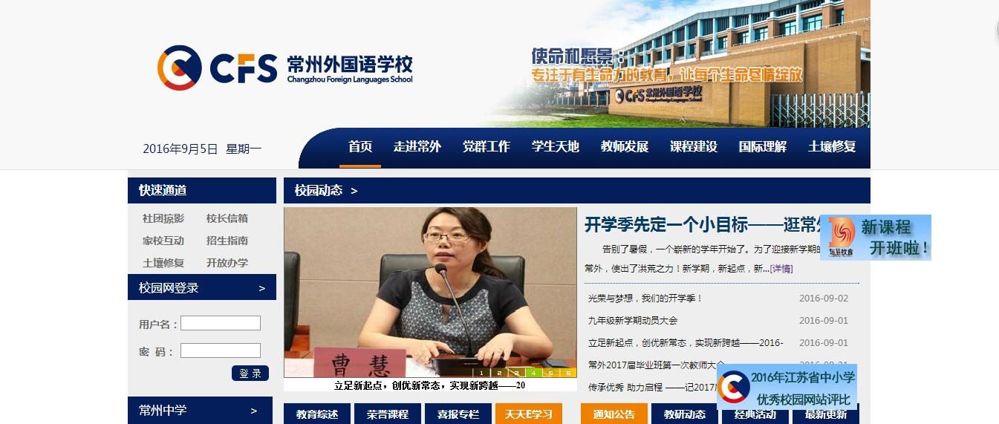 CFS 常州外国语学校
Changzhou Foreign Languages School
使命和愿景：
专注于有生命力的教育，让每个生命尽情绽放
CFS 常州外国语学校
Changzhou Foreign Languages School
2016年9月5日 星期一
首页 走进常外 党群工作 学生天地 教师发展 课程建设 国际理解 土壤修复
快速通道
社团掠影 校长信箱
家校互动 招生指南
土壤修复 开放办学
校园网登录 >
用户名：
密 码：
登 录
常州中学 >
校园动态 >
曹 慧
1 2 3 4 5 6
立足新起点，创优新常态，实现新跨越——20
开学季先定一个小目标——逛常外
告别了暑假，一个崭新的学年开始了。为了迎接新学期的
常外，使出了洪荒之力！新学期，新起点，新...[详情]
光荣与梦想，我们的开学季！ 2016-09-02
九年级新学期动员大会 2016-09-01
立足新起点，创优新常态，实现新跨越——2016- 2016-09-01
常外2017届毕业班第一次教师大会
传承优秀 助力启程 ——记2017
新课程
开班啦！
2016年江苏省中小学
优秀校园网站评比
教育综述 荣誉课程 喜报专栏 天天E学习 通知公告 教研动态 经典活动 最新更新